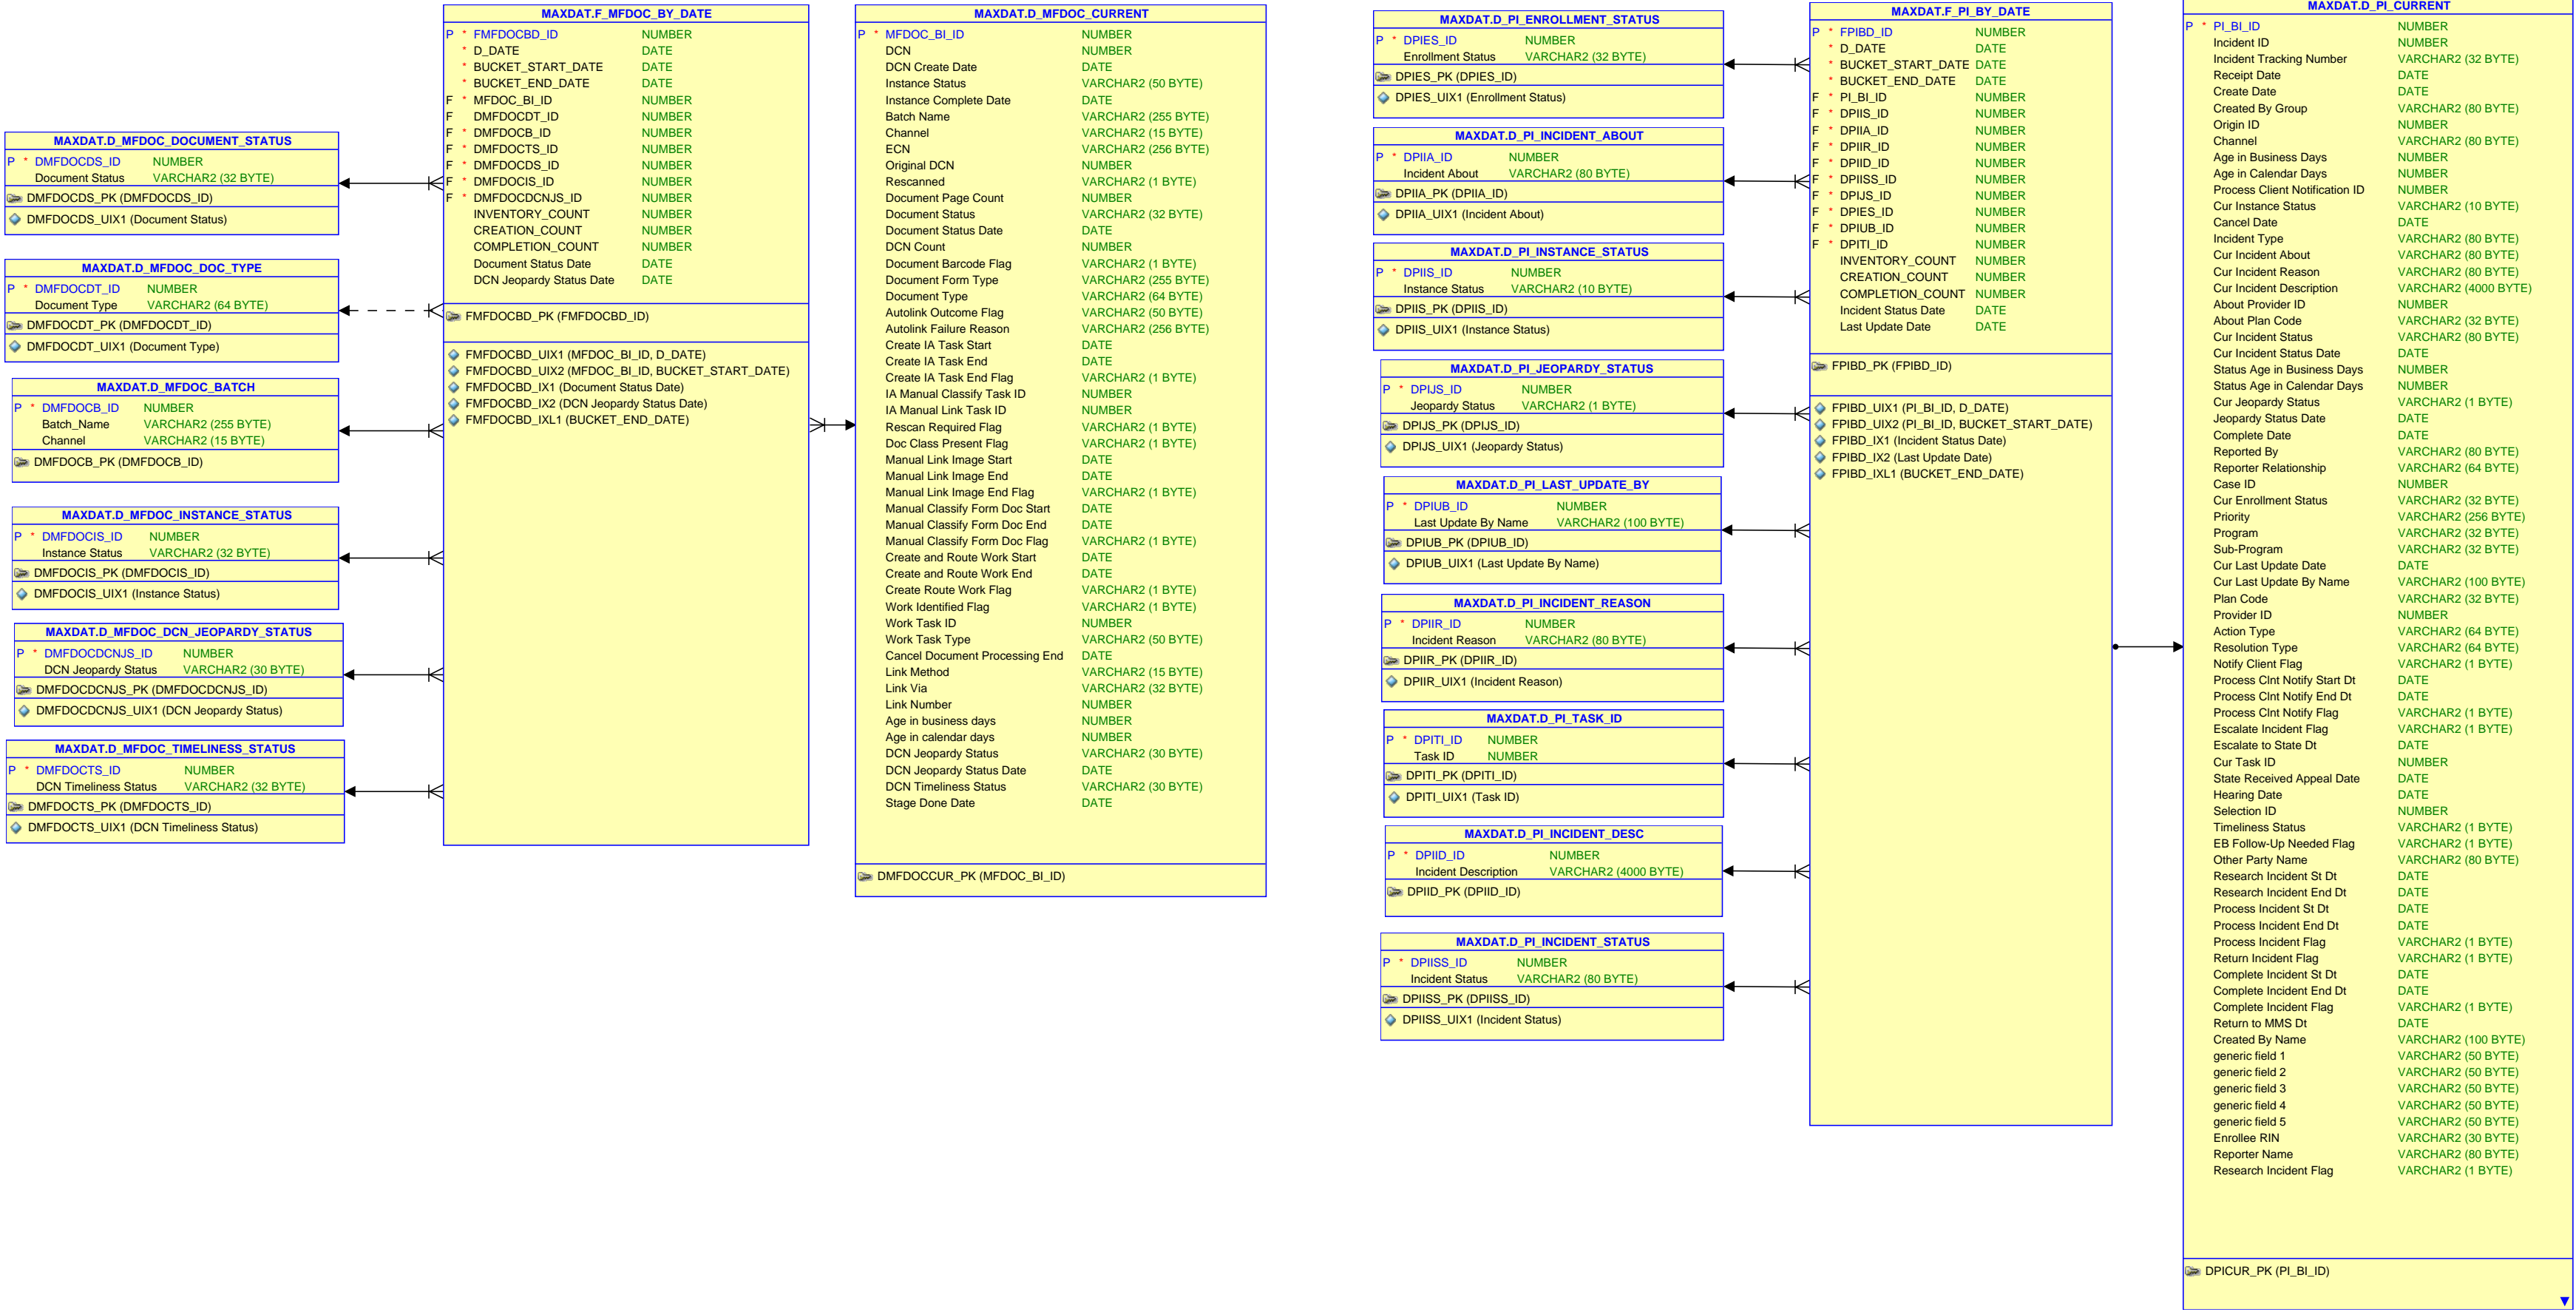 MAXDAT.D_MFDOC_DOCUMENT_STATUS
P * DMFDOCDS_ID NUMBER
Document Status VARCHAR2 (32 BYTE)
DMFDOCDS_PK (DMFDOCDS_ID)
DMFDOCDS_UIX1 (Document Status)
MAXDAT.D_MFDOC_DOC_TYPE
P * DMFDOCDT_ID NUMBER
Document Type VARCHAR2 (64 BYTE)
DMFDOCDT_PK (DMFDOCDT_ID)
DMFDOCDT_UIX1 (Document Type)
MAXDAT.D_MFDOC_BATCH
P * DMFDOCB_ID NUMBER
Batch_Name VARCHAR2 (255 BYTE)
Channel VARCHAR2 (15 BYTE)
DMFDOCB_PK (DMFDOCB_ID)
MAXDAT.D_MFDOC_INSTANCE_STATUS
P * DMFDOCIS_ID NUMBER
Instance Status VARCHAR2 (32 BYTE)
DMFDOCIS_PK (DMFDOCIS_ID)
DMFDOCIS_UIX1 (Instance Status)
MAXDAT.D_MFDOC_DCN_JEOPARDY_STATUS
P * DMFDOCDCNJS_ID NUMBER
DCN Jeopardy Status VARCHAR2 (30 BYTE)
DMFDOCDCNJS_PK (DMFDOCDCNJS_ID)
DMFDOCDCNJS_UIX1 (DCN Jeopardy Status)
MAXDAT.D_MFDOC_TIMELINESS_STATUS
P * DMFDOCTS_ID NUMBER
DCN Timeliness Status VARCHAR2 (32 BYTE)
DMFDOCTS_PK (DMFDOCTS_ID)
DMFDOCTS_UIX1 (DCN Timeliness Status)
MAXDAT.F_MFDOC_BY_DATE
P * FMFDOCBD_ID NUMBER
* D_DATE DATE
* BUCKET_START_DATE DATE
* BUCKET_END_DATE DATE
F * MFDOC_BI_ID NUMBER
F DMFDOCDT_ID NUMBER
F * DMFDOCB_ID NUMBER
F * DMFDOCTS_ID NUMBER
F * DMFDOCDS_ID NUMBER
F * DMFDOCIS_ID NUMBER
F * DMFDOCDCNJS_ID NUMBER
INVENTORY_COUNT NUMBER
CREATION_COUNT NUMBER
COMPLETION_COUNT NUMBER
Document Status Date DATE
DCN Jeopardy Status Date DATE
FMFDOCBD_PK (FMFDOCBD_ID)
FMFDOCBD_UIX1 (MFDOC_BI_ID, D_DATE)
FMFDOCBD_UIX2 (MFDOC_BI_ID, BUCKET_START_DATE)
FMFDOCBD_IX1 (Document Status Date)
FMFDOCBD_IX2 (DCN Jeopardy Status Date)
FMFDOCBD_IXL1 (BUCKET_END_DATE)
MAXDAT.D_MFDOC_CURRENT
P * MFDOC_BI_ID NUMBER
DCN NUMBER
DCN Create Date DATE
Instance Status VARCHAR2 (50 BYTE)
Instance Complete Date DATE
Batch Name VARCHAR2 (255 BYTE)
Channel VARCHAR2 (15 BYTE)
ECN VARCHAR2 (256 BYTE)
Original DCN NUMBER
Rescanned VARCHAR2 (1 BYTE)
Document Page Count NUMBER
Document Status VARCHAR2 (32 BYTE)
Document Status Date DATE
DCN Count NUMBER
Document Barcode Flag VARCHAR2 (1 BYTE)
Document Form Type VARCHAR2 (255 BYTE)
Document Type VARCHAR2 (64 BYTE)
Autolink Outcome Flag VARCHAR2 (50 BYTE)
Autolink Failure Reason VARCHAR2 (256 BYTE)
Create IA Task Start DATE
Create IA Task End DATE
Create IA Task End Flag VARCHAR2 (1 BYTE)
IA Manual Classify Task ID NUMBER
IA Manual Link Task ID NUMBER
Rescan Required Flag VARCHAR2 (1 BYTE)
Doc Class Present Flag VARCHAR2 (1 BYTE)
Manual Link Image Start DATE
Manual Link Image End DATE
Manual Link Image End Flag VARCHAR2 (1 BYTE)
Manual Classify Form Doc Start DATE
Manual Classify Form Doc End DATE
Manual Classify Form Doc Flag VARCHAR2 (1 BYTE)
Create and Route Work Start DATE
Create and Route Work End DATE
Create Route Work Flag VARCHAR2 (1 BYTE)
Work Identified Flag VARCHAR2 (1 BYTE)
Work Task ID NUMBER
Work Task Type VARCHAR2 (50 BYTE)
Cancel Document Processing End DATE
Link Method VARCHAR2 (15 BYTE)
Link Via VARCHAR2 (32 BYTE)
Link Number NUMBER
Age in business days NUMBER
Age in calendar days NUMBER
DCN Jeopardy Status VARCHAR2 (30 BYTE)
DCN Jeopardy Status Date DATE
DCN Timeliness Status VARCHAR2 (30 BYTE)
Stage Done Date DATE
DMFDOCCUR_PK (MFDOC_BI_ID)
MAXDAT.D_PI_ENROLLMENT_STATUS
P * DPIES_ID NUMBER
Enrollment Status VARCHAR2 (32 BYTE)
DPIES_PK (DPIES_ID)
DPIES_UIX1 (Enrollment Status)
MAXDAT.D_PI_INCIDENT_ABOUT
P * DPIIA_ID NUMBER
Incident About VARCHAR2 (80 BYTE)
DPIIA_PK (DPIIA_ID)
DPIIA_UIX1 (Incident About)
MAXDAT.D_PI_INSTANCE_STATUS
P * DPIIS_ID NUMBER
Instance Status VARCHAR2 (10 BYTE)
DPIIS_PK (DPIIS_ID)
DPIIS_UIX1 (Instance Status)
MAXDAT.D_PI_JEOPARDY_STATUS
P * DPIJS_ID NUMBER
Jeopardy Status VARCHAR2 (1 BYTE)
DPIJS_PK (DPIJS_ID)
DPIJS_UIX1 (Jeopardy Status)
MAXDAT.D_PI_LAST_UPDATE_BY
P * DPIUB_ID NUMBER
Last Update By Name VARCHAR2 (100 BYTE)
DPIUB_PK (DPIUB_ID)
DPIUB_UIX1 (Last Update By Name)
MAXDAT.D_PI_INCIDENT_REASON
P * DPIIR_ID NUMBER
Incident Reason VARCHAR2 (80 BYTE)
DPIIR_PK (DPIIR_ID)
DPIIR_UIX1 (Incident Reason)
MAXDAT.D_PI_TASK_ID
P * DPITI_ID NUMBER
Task ID NUMBER
DPITI_PK (DPITI_ID)
DPITI_UIX1 (Task ID)
MAXDAT.D_PI_INCIDENT_DESC
P * DPIID_ID NUMBER
Incident Description VARCHAR2 (4000 BYTE)
DPIID_PK (DPIID_ID)
MAXDAT.D_PI_INCIDENT_STATUS
P * DPIISS_ID NUMBER
Incident Status VARCHAR2 (80 BYTE)
DPIISS_PK (DPIISS_ID)
DPIISS_UIX1 (Incident Status)
MAXDAT.F_PI_BY_DATE
P * FPIBD_ID NUMBER
* D_DATE DATE
* BUCKET_START_DATE DATE
* BUCKET_END_DATE DATE
F * PI_BI_ID NUMBER
F * DPIIS_ID NUMBER
F * DPIIA_ID NUMBER
F * DPIIR_ID NUMBER
F * DPIID_ID NUMBER
F * DPIISS_ID NUMBER
F * DPIJS_ID NUMBER
F * DPIES_ID NUMBER
F * DPIUB_ID NUMBER
F * DPITI_ID NUMBER
INVENTORY_COUNT NUMBER
CREATION_COUNT NUMBER
COMPLETION_COUNT NUMBER
Incident Status Date DATE
Last Update Date DATE
FPIBD_PK (FPIBD_ID)
FPIBD_UIX1 (PI_BI_ID, D_DATE)
FPIBD_UIX2 (PI_BI_ID, BUCKET_START_DATE)
FPIBD_IX1 (Incident Status Date)
FPIBD_IX2 (Last Update Date)
FPIBD_IXL1 (BUCKET_END_DATE)
MAXDAT.D_PI_CURRENT
P * PI_BI_ID NUMBER
Incident ID NUMBER
Incident Tracking Number VARCHAR2 (32 BYTE)
Receipt Date DATE
Create Date DATE
Created By Group VARCHAR2 (80 BYTE)
Origin ID NUMBER
Channel VARCHAR2 (80 BYTE)
Age in Business Days NUMBER
Age in Calendar Days NUMBER
Process Client Notification ID NUMBER
Cur Instance Status VARCHAR2 (10 BYTE)
Cancel Date DATE
Incident Type VARCHAR2 (80 BYTE)
Cur Incident About VARCHAR2 (80 BYTE)
Cur Incident Reason VARCHAR2 (80 BYTE)
Cur Incident Description VARCHAR2 (4000 BYTE)
About Provider ID NUMBER
About Plan Code VARCHAR2 (32 BYTE)
Cur Incident Status VARCHAR2 (80 BYTE)
Cur Incident Status Date DATE
Status Age in Business Days NUMBER
Status Age in Calendar Days NUMBER
Cur Jeopardy Status VARCHAR2 (1 BYTE)
Jeopardy Status Date DATE
Complete Date DATE
Reported By VARCHAR2 (80 BYTE)
Reporter Relationship VARCHAR2 (64 BYTE)
Case ID NUMBER
Cur Enrollment Status VARCHAR2 (32 BYTE)
Priority VARCHAR2 (256 BYTE)
Program VARCHAR2 (32 BYTE)
Sub-Program VARCHAR2 (32 BYTE)
Cur Last Update Date DATE
Cur Last Update By Name VARCHAR2 (100 BYTE)
Plan Code VARCHAR2 (32 BYTE)
Provider ID NUMBER
Action Type VARCHAR2 (64 BYTE)
Resolution Type VARCHAR2 (64 BYTE)
Notify Client Flag VARCHAR2 (1 BYTE)
Process Clnt Notify Start Dt DATE
Process Clnt Notify End Dt DATE
Process Clnt Notify Flag VARCHAR2 (1 BYTE)
Escalate Incident Flag VARCHAR2 (1 BYTE)
Escalate to State Dt DATE
Cur Task ID NUMBER
State Received Appeal Date DATE
Hearing Date DATE
Selection ID NUMBER
Timeliness Status VARCHAR2 (1 BYTE)
EB Follow-Up Needed Flag VARCHAR2 (1 BYTE)
Other Party Name VARCHAR2 (80 BYTE)
Research Incident St Dt DATE
Research Incident End Dt DATE
Process Incident St Dt DATE
Process Incident End Dt DATE
Process Incident Flag VARCHAR2 (1 BYTE)
Return Incident Flag VARCHAR2 (1 BYTE)
Complete Incident St Dt DATE
Complete Incident End Dt DATE
Complete Incident Flag VARCHAR2 (1 BYTE)
Return to MMS Dt DATE
Created By Name VARCHAR2 (100 BYTE)
generic field 1 VARCHAR2 (50 BYTE)
generic field 2 VARCHAR2 (50 BYTE)
generic field 3 VARCHAR2 (50 BYTE)
generic field 4 VARCHAR2 (50 BYTE)
generic field 5 VARCHAR2 (50 BYTE)
Enrollee RIN VARCHAR2 (30 BYTE)
Reporter Name VARCHAR2 (80 BYTE)
Research Incident Flag VARCHAR2 (1 BYTE)
DPICUR_PK (PI_BI_ID)